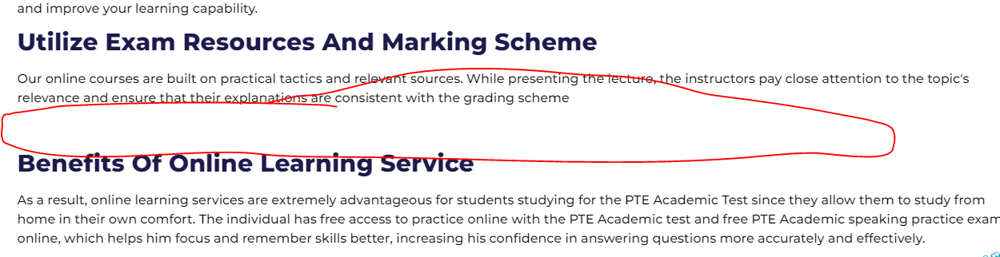 and improve your learning capability.
Utilize Exam Resources And Marking Scheme
Our online courses are built on practical tactics and relevant sources. While presenting the lecture, the instructors pay close attention to the topic's
relevance and ensure that their explanations are consistent with the grading scheme
Benefits Of Online Learning Service
As a result, online learning services are extremely advantageous for students studying for the PTE Academic Test since they allow them to study from
home in their own comfort. The individual has free access to practice online with the PTE Academic test and free PTE Academic speaking practice exam
online, which helps him focus and remember skills better, increasing his confidence in answering questions more accurately and effectively.